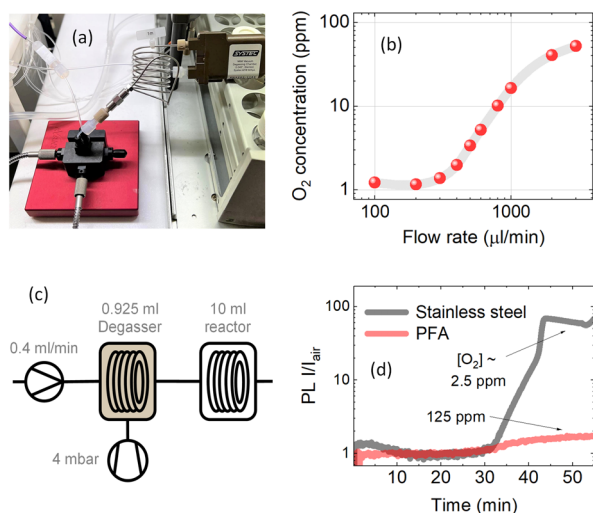 (a)
SYSTEC
(b)
O₂ concentration (ppm)
100
10
1
100
1000
Flow rate (μl/min)
(c)
0.925 ml
Degasser
10 ml
reactor
0.4 ml/min
4 mbar
(d)
PL I/I_air
100
10
1
Stainless steel
PFA
[O₂] ~
2.5 ppm
125 ppm
10
20
30
40
50
Time (min)